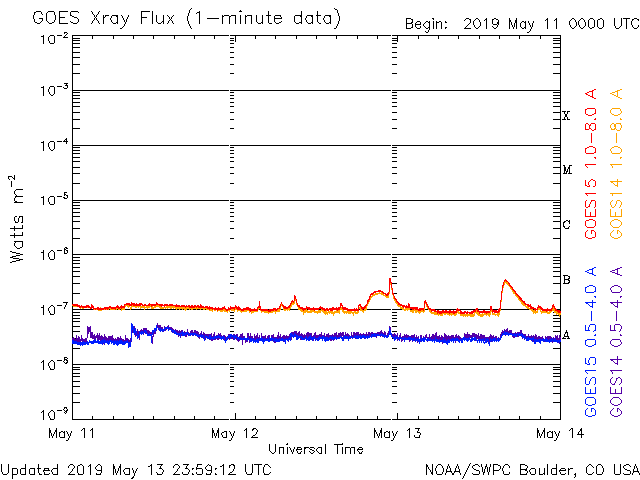 GOES Xray Flux (1-minute data)
Begin: 2019 May 11 0000 UTC
10⁻²
10⁻³
10⁻⁴
10⁻⁵
10⁻⁶
10⁻⁷
10⁻⁸
10⁻⁹
Watts m⁻²
X
M
C
B
A
GOES15 1.0-8.0 A
GOES14 1.0-8.0 A
GOES15 0.5-4.0 A
GOES14 0.5-4.0 A
May 11
May 12
May 13
May 14
Universal Time
Updated 2019 May 13 23:59:12 UTC
NOAA/SWPC Boulder, CO USA